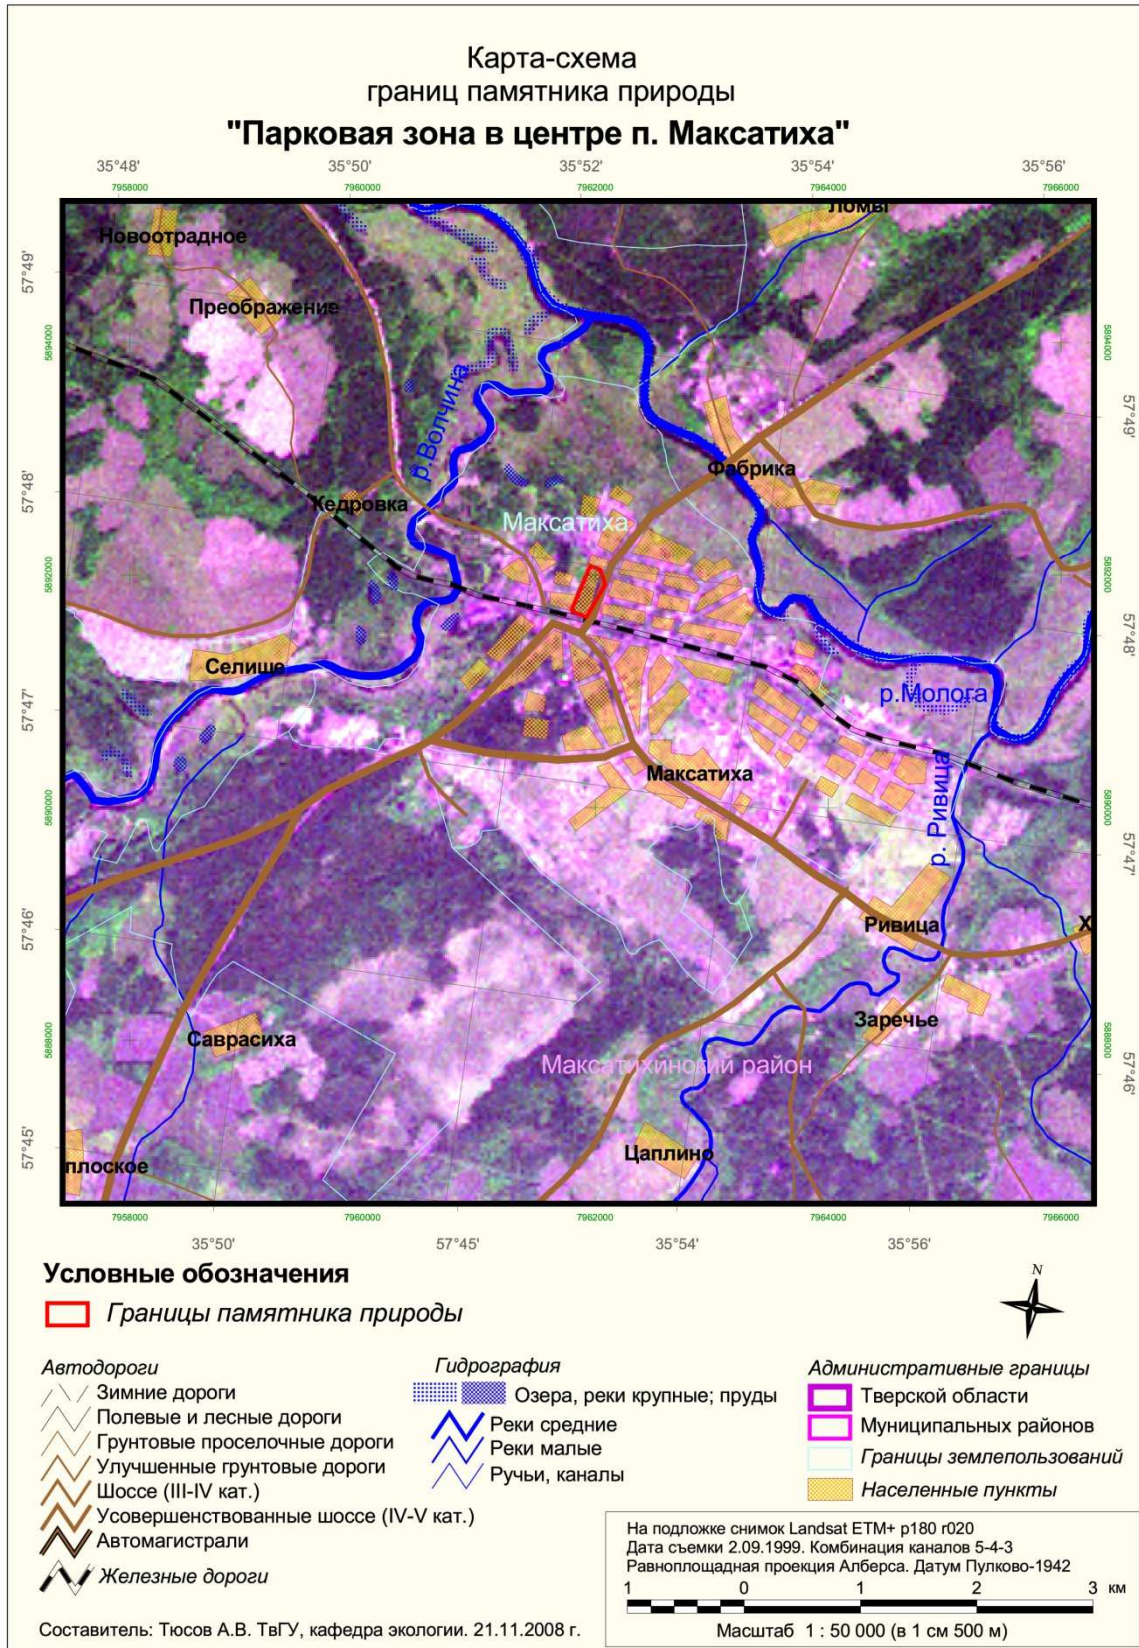 Карта-схема
границ памятника природы
"Парковая зона в центре п. Максатиха"
35°48' 35°50' 35°52' 35°54' 35°56'
7958000 7960000 7962000 7964000 7966000
Ломы
Новоотрадное
57°49'
Преображение
5894000
5894000
р.Волчина
57°49'
Фабрика
57°48'
Кедровка
Максатиха
5892000
5892000
57°48'
Селише
р.Молога
57°47'
Максатиха
р. Ривица
5890000
5890000
57°47'
57°46'
Ривица
Х
Заречье
5888000
5888000
Саврасиха
Максатихинский район
57°46'
57°45'
Цаплино
плоское
7958000 7960000 7962000 7964000 7966000
35°50' 57°45' 35°54' 35°56'
Условные обозначения
N
Границы памятника природы
Автодороги
Зимние дороги
Полевые и лесные дороги
Грунтовые проселочные дороги
Улучшенные грунтовые дороги
Шоссе (III-IV кат.)
Усовершенствованные шоссе (IV-V кат.)
Автомагистрали
Железные дороги
Гидрография
Озера, реки крупные; пруды
Реки средние
Реки малые
Ручьи, каналы
Административные границы
Тверской области
Муниципальных районов
Границы землепользований
Населенные пункты
На подложке снимок Landsat ETM+ p180 r020
Дата съемки 2.09.1999. Комбинация каналов 5-4-3
Равноплощадная проекция Алберса. Датум Пулково-1942
1 0 1 2 3 км
Масштаб 1 : 50 000 (в 1 см 500 м)
Составитель: Тюсов А.В. ТвГУ, кафедра экологии. 21.11.2008 г.